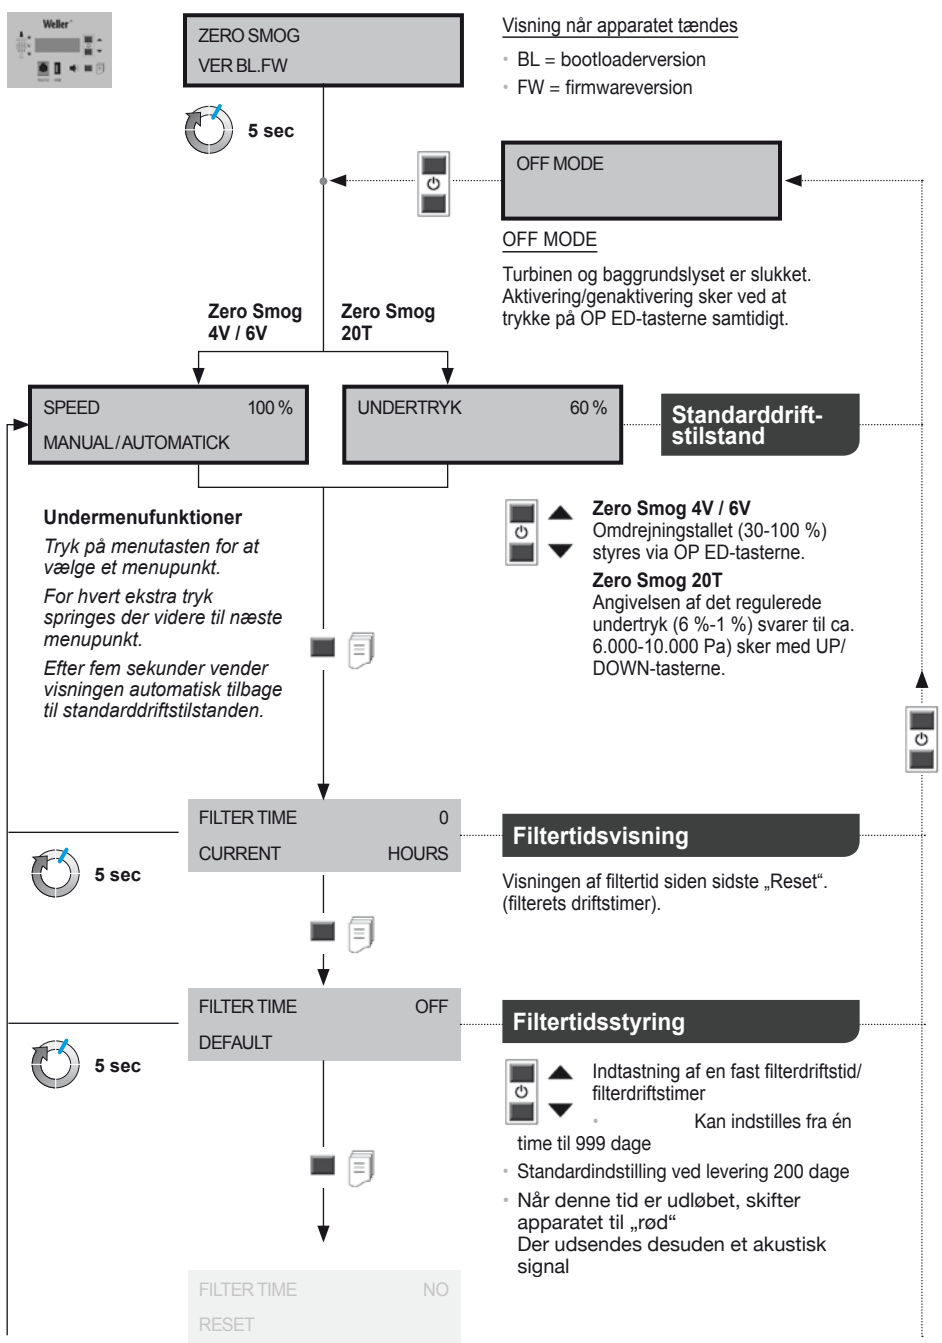 Weller
ZERO SMOG
VER BL.FW
Visning når apparatet tændes
• BL = bootloaderversion
• FW = firmwareversion
5 sec
OFF MODE
OFF MODE
Turbinen og baggrundslyset er slukket.
Aktivering/genaktivering sker ved at
trykke på OP ED-tasterne samtidigt.
Zero Smog
4V / 6V
Zero Smog
20T
SPEED 100 %
MANUAL/AUTOMATICK
UNDERTRYK 60 %
Standarddrift-
stilstand
Undermenufunktioner
Tryk på menutasten for at
vælge et menupunkt.
For hvert ekstra tryk
springes der videre til næste
menupunkt.
Efter fem sekunder vender
visningen automatisk tilbage
til standarddriftstilstanden.
Zero Smog 4V / 6V
Omdrejningstallet (30-100 %)
styres via OP ED-tasterne.
Zero Smog 20T
Angivelsen af det regulerede
undertryk (6 %-1 %) svarer til ca.
6.000-10.000 Pa) sker med UP/
DOWN-tasterne.
FILTER TIME 0
CURRENT HOURS
5 sec
Filtertidsvisning
Visningen af filtertid siden sidste „Reset“.
(filterets driftstimer).
FILTER TIME OFF
DEFAULT
5 sec
Filtertidsstyring
Indtastning af en fast filterdriftstid/
filterdriftstimer
• Kan indstilles fra én
time til 999 dage
• Standardindstilling ved levering 200 dage
• Når denne tid er udløbet, skifter
apparatet til „rød“
Der udsendes desuden et akustisk
signal
FILTER TIME NO
RESET